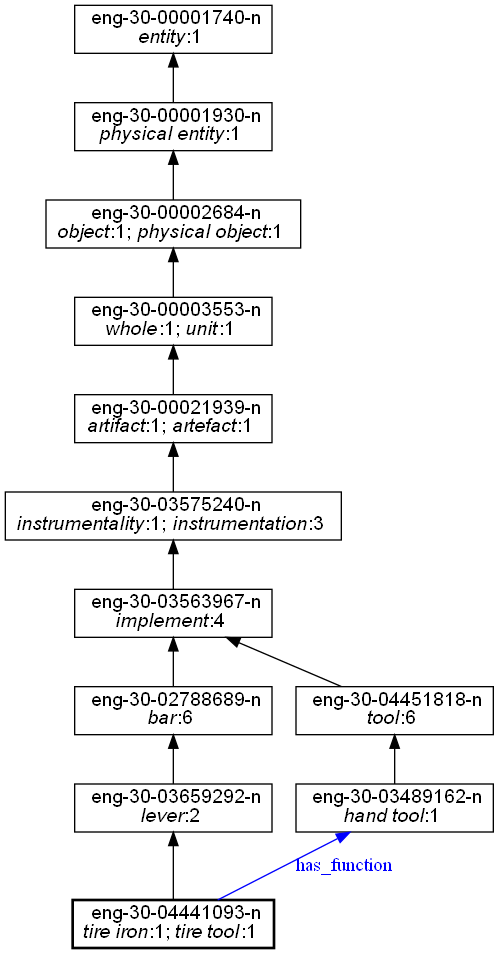 eng-30-00001740-n
entity:1
eng-30-00001930-n
physical entity:1
eng-30-00002684-n
object:1; physical object:1
eng-30-00003553-n
whole:1; unit:1
eng-30-00021939-n
artifact:1; artefact:1
eng-30-03575240-n
instrumentality:1; instrumentation:3
eng-30-03563967-n
implement:4
eng-30-02788689-n
bar:6
eng-30-04451818-n
tool:6
eng-30-03659292-n
lever:2
eng-30-03489162-n
hand tool:1
has_function
eng-30-04441093-n
tire iron:1; tire tool:1